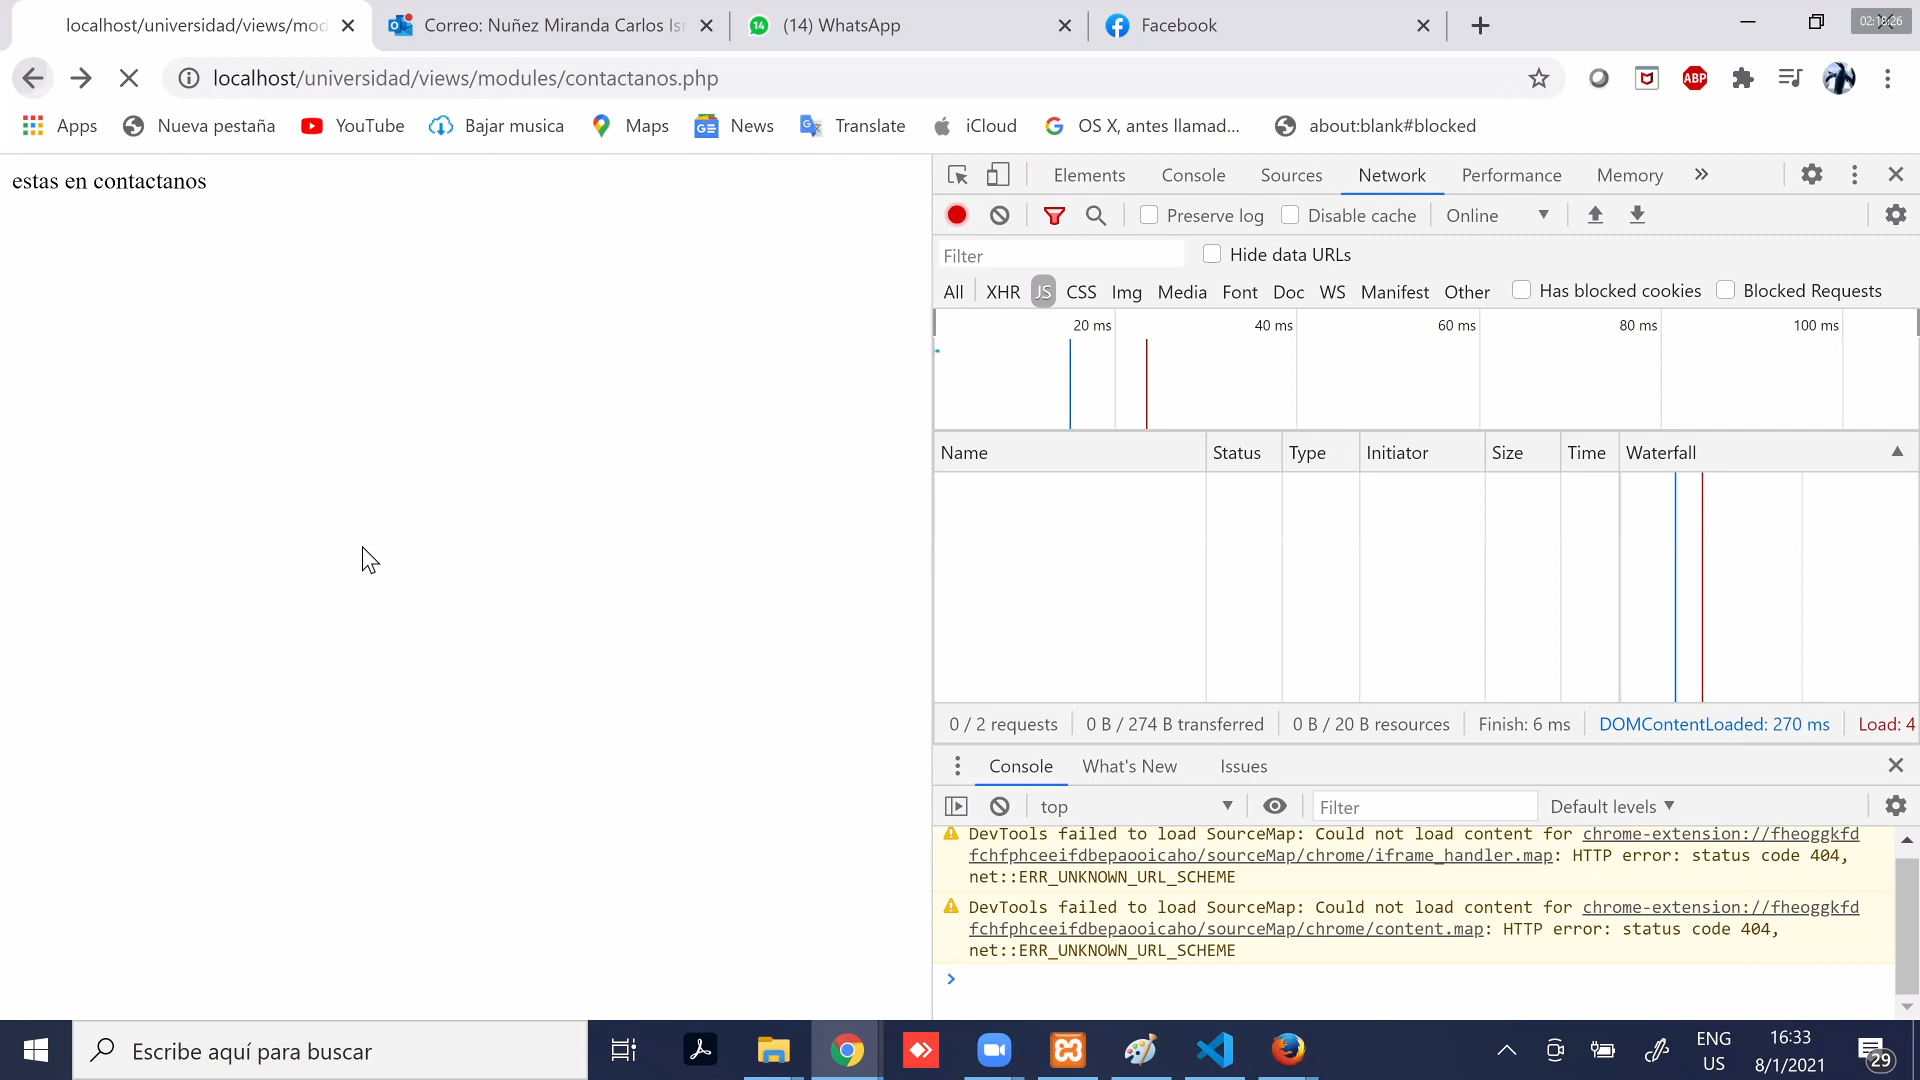 localhost/universidad/views/mod
Correo: Nuñez Miranda Carlos Isr
14
(14) WhatsApp
Facebook
02:18:26
localhost/universidad/views/modules/contactanos.php
ABP
Apps
Nueva pestaña
YouTube
Bajar musica
Maps
News
Translate
iCloud
OS X, antes llamad...
about:blank#blocked
estas en contactanos
Elements
Console
Sources
Network
Performance
Memory
Preserve log
Disable cache
Online
Filter
Hide data URLs
All
XHR
JS
CSS
Img
Media
Font
Doc
WS
Manifest
Other
Has blocked cookies
Blocked Requests
20 ms
40 ms
60 ms
80 ms
100 ms
Name
Status
Type
Initiator
Size
Time
Waterfall
0 / 2 requests
0 B / 274 B transferred
0 B / 20 B resources
Finish: 6 ms
DOMContentLoaded: 270 ms
Load: 4
Console
What's New
Issues
top
Filter
Default levels
DevTools failed to load SourceMap: Could not load content for chrome-extension://fheoggkfd
fchfphceeifdbepaooicaho/sourceMap/chrome/iframe_handler.map: HTTP error: status code 404,
net::ERR_UNKNOWN_URL_SCHEME
DevTools failed to load SourceMap: Could not load content for chrome-extension://fheoggkfd
fchfphceeifdbepaooicaho/sourceMap/chrome/content.map: HTTP error: status code 404,
net::ERR_UNKNOWN_URL_SCHEME
Escribe aquí para buscar
ENG
US
16:33
8/1/2021
29